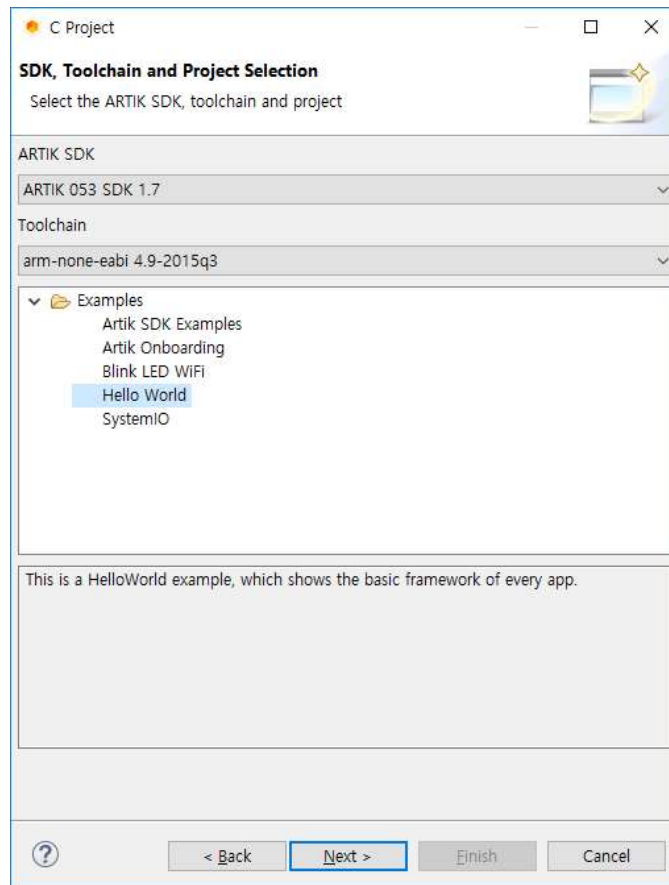 C Project
SDK, Toolchain and Project Selection
Select the ARTIK SDK, toolchain and project
ARTIK SDK
ARTIK 053 SDK 1.7
Toolchain
arm-none-eabi 4.9-2015q3
Examples
Artik SDK Examples
Artik Onboarding
Blink LED WiFi
Hello World
SystemIO
This is a HelloWorld example, which shows the basic framework of every app.
? < Back Next > Finish Cancel